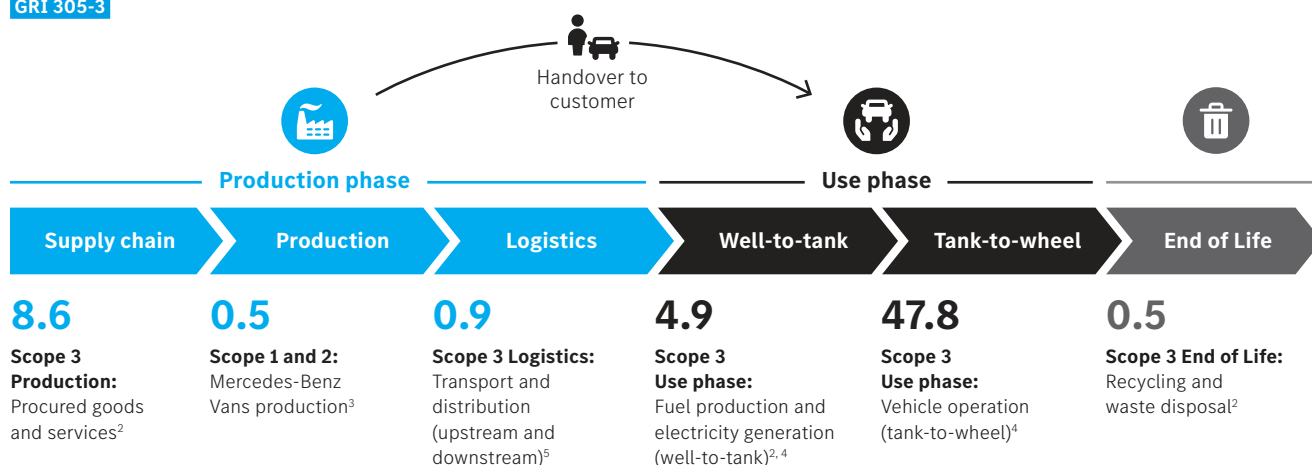 GRI 305-3
Handover to
customer
Production phase
Use phase
Supply chain
Production
Logistics
Well-to-tank
Tank-to-wheel
End of Life
8.6
Scope 3
Production:
Procured goods
and services²
0.5
Scope 1 and 2:
Mercedes-Benz
Vans production³
0.9
Scope 3 Logistics:
Transport and
distribution
(upstream and
downstream)⁵
4.9
Scope 3
Use phase:
Fuel production and
electricity generation
(well-to-tank)²,⁴
47.8
Scope 3
Use phase:
Vehicle operation
(tank-to-wheel)⁴
0.5
Scope 3 End of Life:
Recycling and
waste disposal²